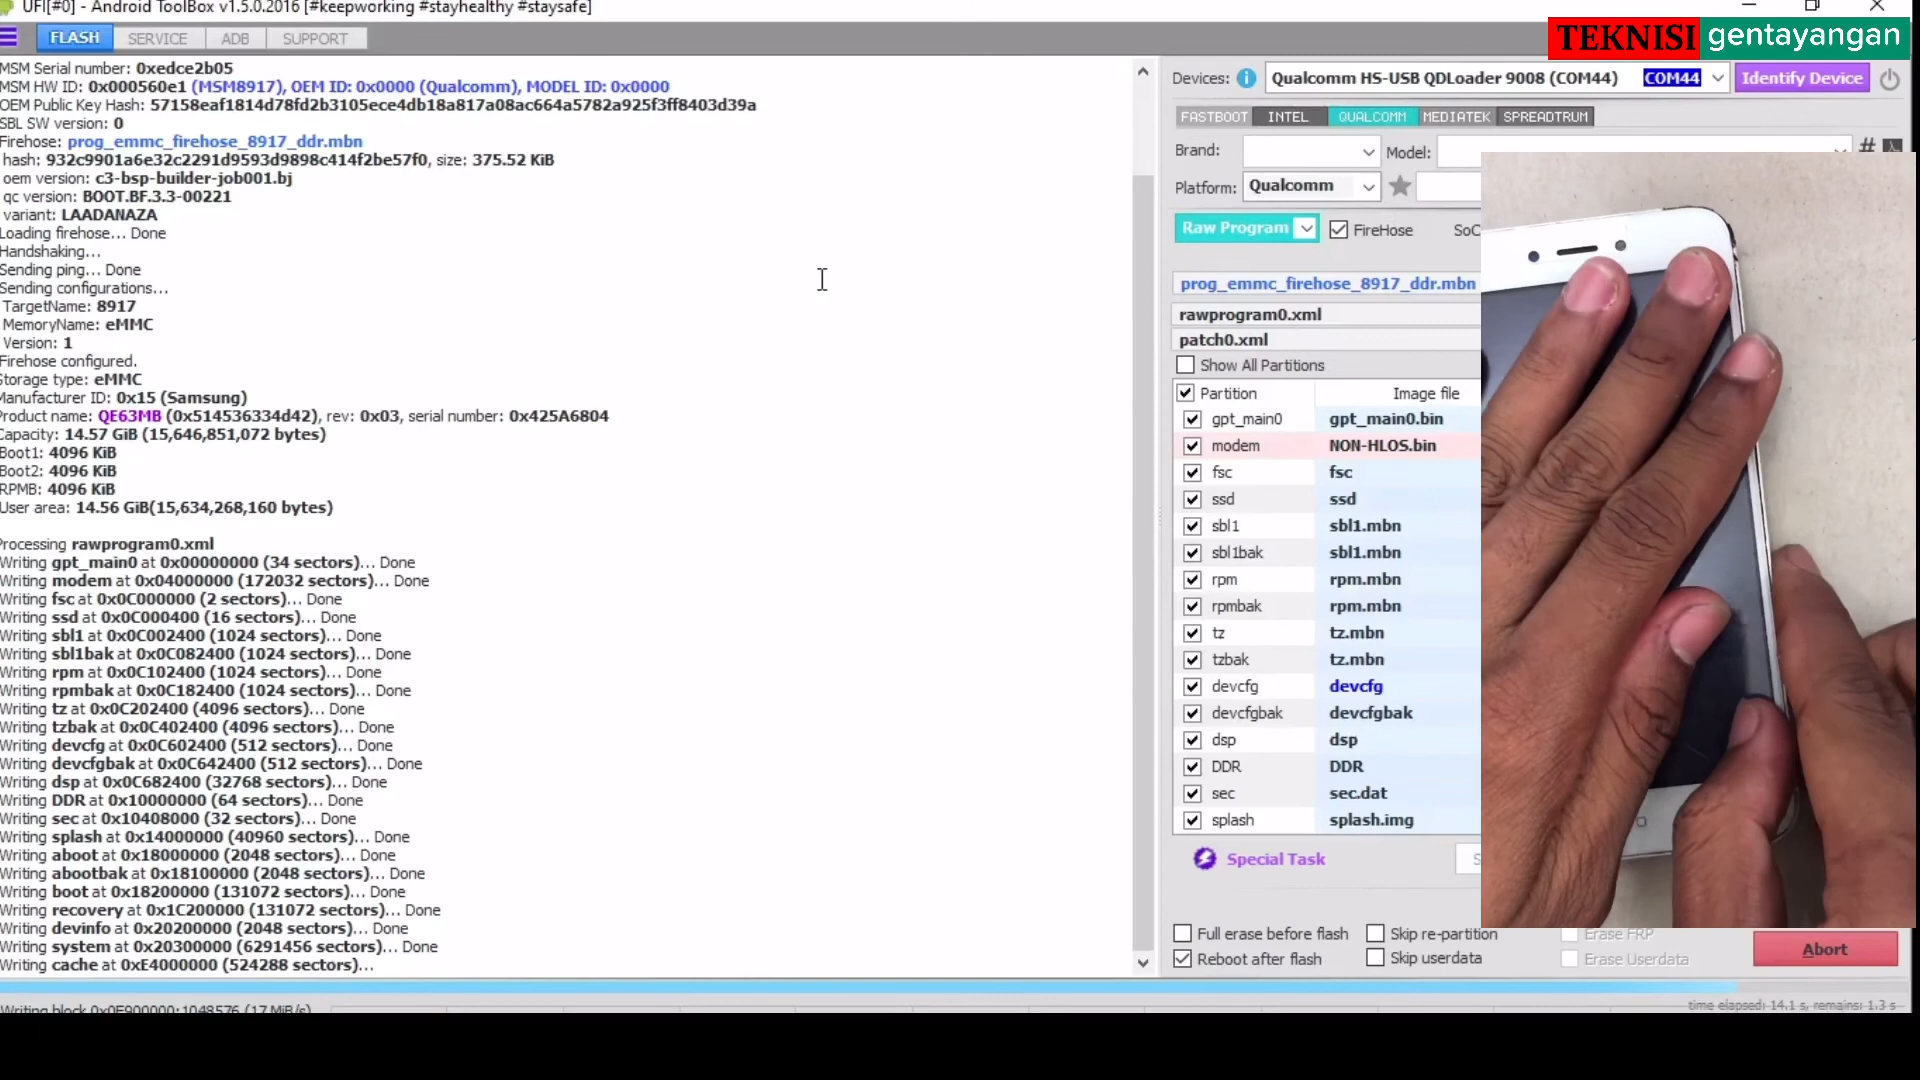 UFI[#0] - Android ToolBox v1.5.0.2016 [#keepworking #stayhealthy #staysafe]
TEKNISI gentayangan
FLASH SERVICE ADB SUPPORT
MSM Serial number: 0xedce2b05
MSM HW ID: 0x000560e1 (MSM8917), OEM ID: 0x0000 (Qualcomm), MODEL ID: 0x0000
OEM Public Key Hash: 57158eaf1814d78fd2b3105ece4db18a817a08ac664a5782a925f3ff8403d39a
SBL SW version: 0
Firehose: prog_emmc_firehose_8917_ddr.mbn
hash: 932c9901a6e32c2291d9593d9898c414f2be57f0, size: 375.52 KiB
oem version: c3-bsp-builder-job001.bj
qc version: BOOT.BF.3.3-00221
variant: LAADANAZA
Loading firehose... Done
Handshaking...
Sending ping... Done
Sending configurations...
TargetName: 8917
MemoryName: eMMC
Version: 1
Firehose configured.
Storage type: eMMC
Manufacturer ID: 0x15 (Samsung)
Product name: QE63MB (0x514536334d42), rev: 0x03, serial number: 0x425A6804
Capacity: 14.57 GiB (15,646,851,072 bytes)
Boot1: 4096 KiB
Boot2: 4096 KiB
RPMB: 4096 KiB
User area: 14.56 GiB(15,634,268,160 bytes)
Processing rawprogram0.xml
Writing gpt_main0 at 0x00000000 (34 sectors)... Done
Writing modem at 0x04000000 (172032 sectors)... Done
Writing fsc at 0x0C000000 (2 sectors)... Done
Writing ssd at 0x0C000400 (16 sectors)... Done
Writing sbl1 at 0x0C002400 (1024 sectors)... Done
Writing sbl1bak at 0x0C082400 (1024 sectors)... Done
Writing rpm at 0x0C102400 (1024 sectors)... Done
Writing rpmbak at 0x0C182400 (1024 sectors)... Done
Writing tz at 0x0C202400 (4096 sectors)... Done
Writing tzbak at 0x0C402400 (4096 sectors)... Done
Writing devcfg at 0x0C602400 (512 sectors)... Done
Writing devcfgbak at 0x0C642400 (512 sectors)... Done
Writing dsp at 0x0C682400 (32768 sectors)... Done
Writing DDR at 0x10000000 (64 sectors)... Done
Writing sec at 0x10408000 (32 sectors)... Done
Writing splash at 0x14000000 (40960 sectors)... Done
Writing aboot at 0x18000000 (2048 sectors)... Done
Writing abootbak at 0x18100000 (2048 sectors)... Done
Writing boot at 0x18200000 (131072 sectors)... Done
Writing recovery at 0x1C200000 (131072 sectors)... Done
Writing devinfo at 0x20200000 (2048 sectors)... Done
Writing system at 0x20300000 (6291456 sectors)... Done
Writing cache at 0xE4000000 (524288 sectors)...
Devices: Qualcomm HS-USB QDLoader 9008 (COM44) COM44 Identify Device
FASTBOOT INTEL QUALCOMM MEDIATEK SPREADTRUM
Brand: Model: #
Platform: Qualcomm
Raw Program FireHose SoC
prog_emmc_firehose_8917_ddr.mbn
rawprogram0.xml
patch0.xml
Show All Partitions
Partition Image file
gpt_main0 gpt_main0.bin
modem NON-HLOS.bin
fsc fsc
ssd ssd
sbl1 sbl1.mbn
sbl1bak sbl1.mbn
rpm rpm.mbn
rpmbak rpm.mbn
tz tz.mbn
tzbak tz.mbn
devcfg devcfg
devcfgbak devcfgbak
dsp dsp
DDR DDR
sec sec.dat
splash splash.img
Special Task S
Full erase before flash Skip re-partition Erase FRP
Reboot after flash Skip userdata Erase Userdata
Abort
Writing block 0x0E900000:1048576 (17 MiB/s)
time elapsed: 14.1 s, remains: 1.3 s